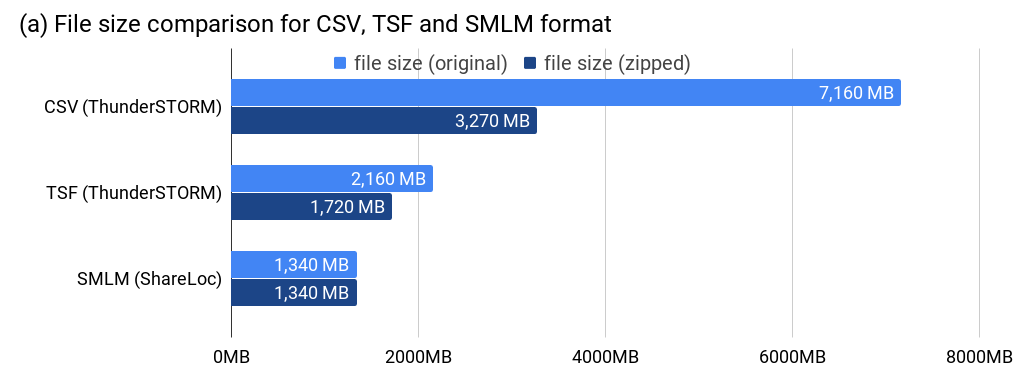 (a) File size comparison for CSV, TSF and SMLM format
file size (original) file size (zipped)
CSV (ThunderSTORM)
7,160 MB
3,270 MB
TSF (ThunderSTORM)
2,160 MB
1,720 MB
SMLM (ShareLoc)
1,340 MB
1,340 MB
0MB 2000MB 4000MB 6000MB 8000MB